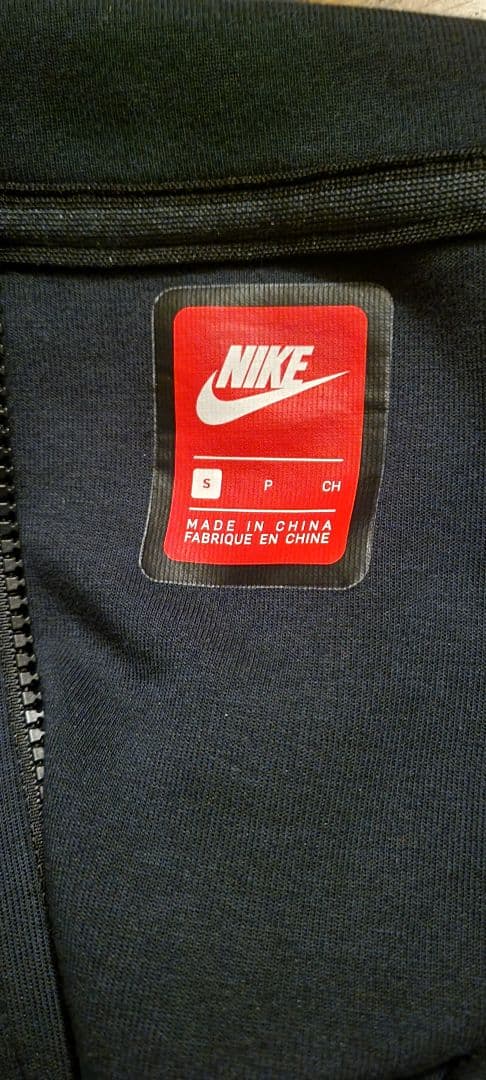 NIKE
S P CH
MADE IN CHINA
FABRIQUE EN CHINE